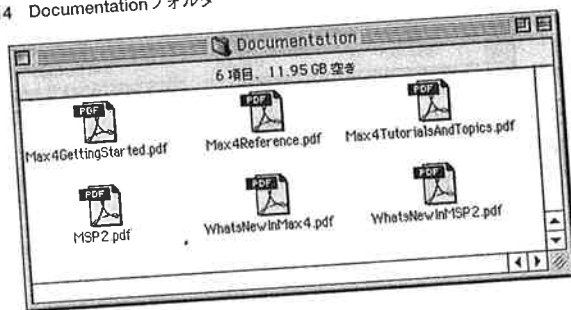 4 Documentationフォルダ
Documentation
6 項目、11.95 GB 空き
PDF PDF PDF
Max4GettingStarted.pdf Max4Reference.pdf Max4TutorialsAndTopics.pdf
PDF PDF PDF
MSP2.pdf WhatsNewInMax4.pdf WhatsNewInMSP2.pdf